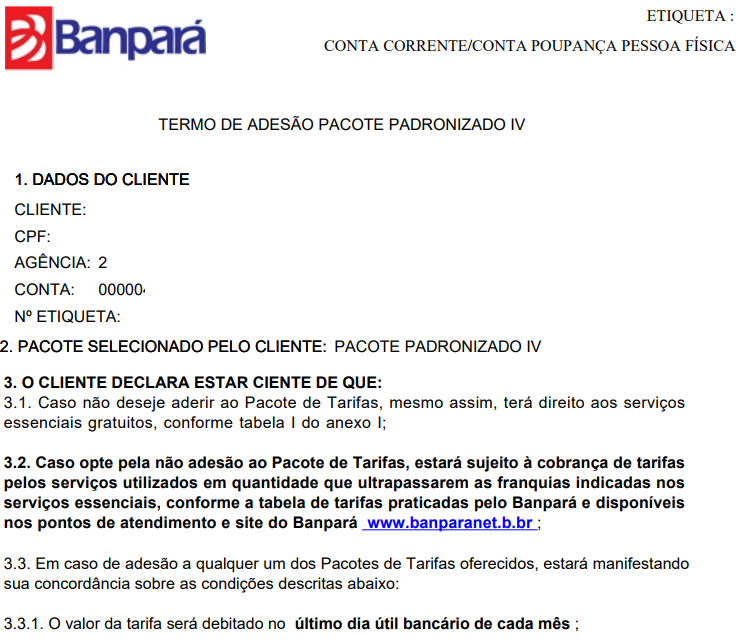 Banpará
ETIQUETA :
CONTA CORRENTE/CONTA POUPANÇA PESSOA FÍSICA
TERMO DE ADESÃO PACOTE PADRONIZADO IV
1. DADOS DO CLIENTE
CLIENTE:
CPF:
AGÊNCIA: 2
CONTA: 00000
Nº ETIQUETA:
2. PACOTE SELECIONADO PELO CLIENTE: PACOTE PADRONIZADO IV
3. O CLIENTE DECLARA ESTAR CIENTE DE QUE:
3.1. Caso não deseje aderir ao Pacote de Tarifas, mesmo assim, terá direito aos serviços
essenciais gratuitos, conforme tabela I do anexo I;
3.2. Caso opte pela não adesão ao Pacote de Tarifas, estará sujeito à cobrança de tarifas
pelos serviços utilizados em quantidade que ultrapassarem as franquias indicadas nos
serviços essenciais, conforme a tabela de tarifas praticadas pelo Banpará e disponíveis
nos pontos de atendimento e site do Banpará www.banparanet.b.br ;
3.3. Em caso de adesão a qualquer um dos Pacotes de Tarifas oferecidos, estará manifestando
sua concordância sobre as condições descritas abaixo:
3.3.1. O valor da tarifa será debitado no último dia útil bancário de cada mês ;